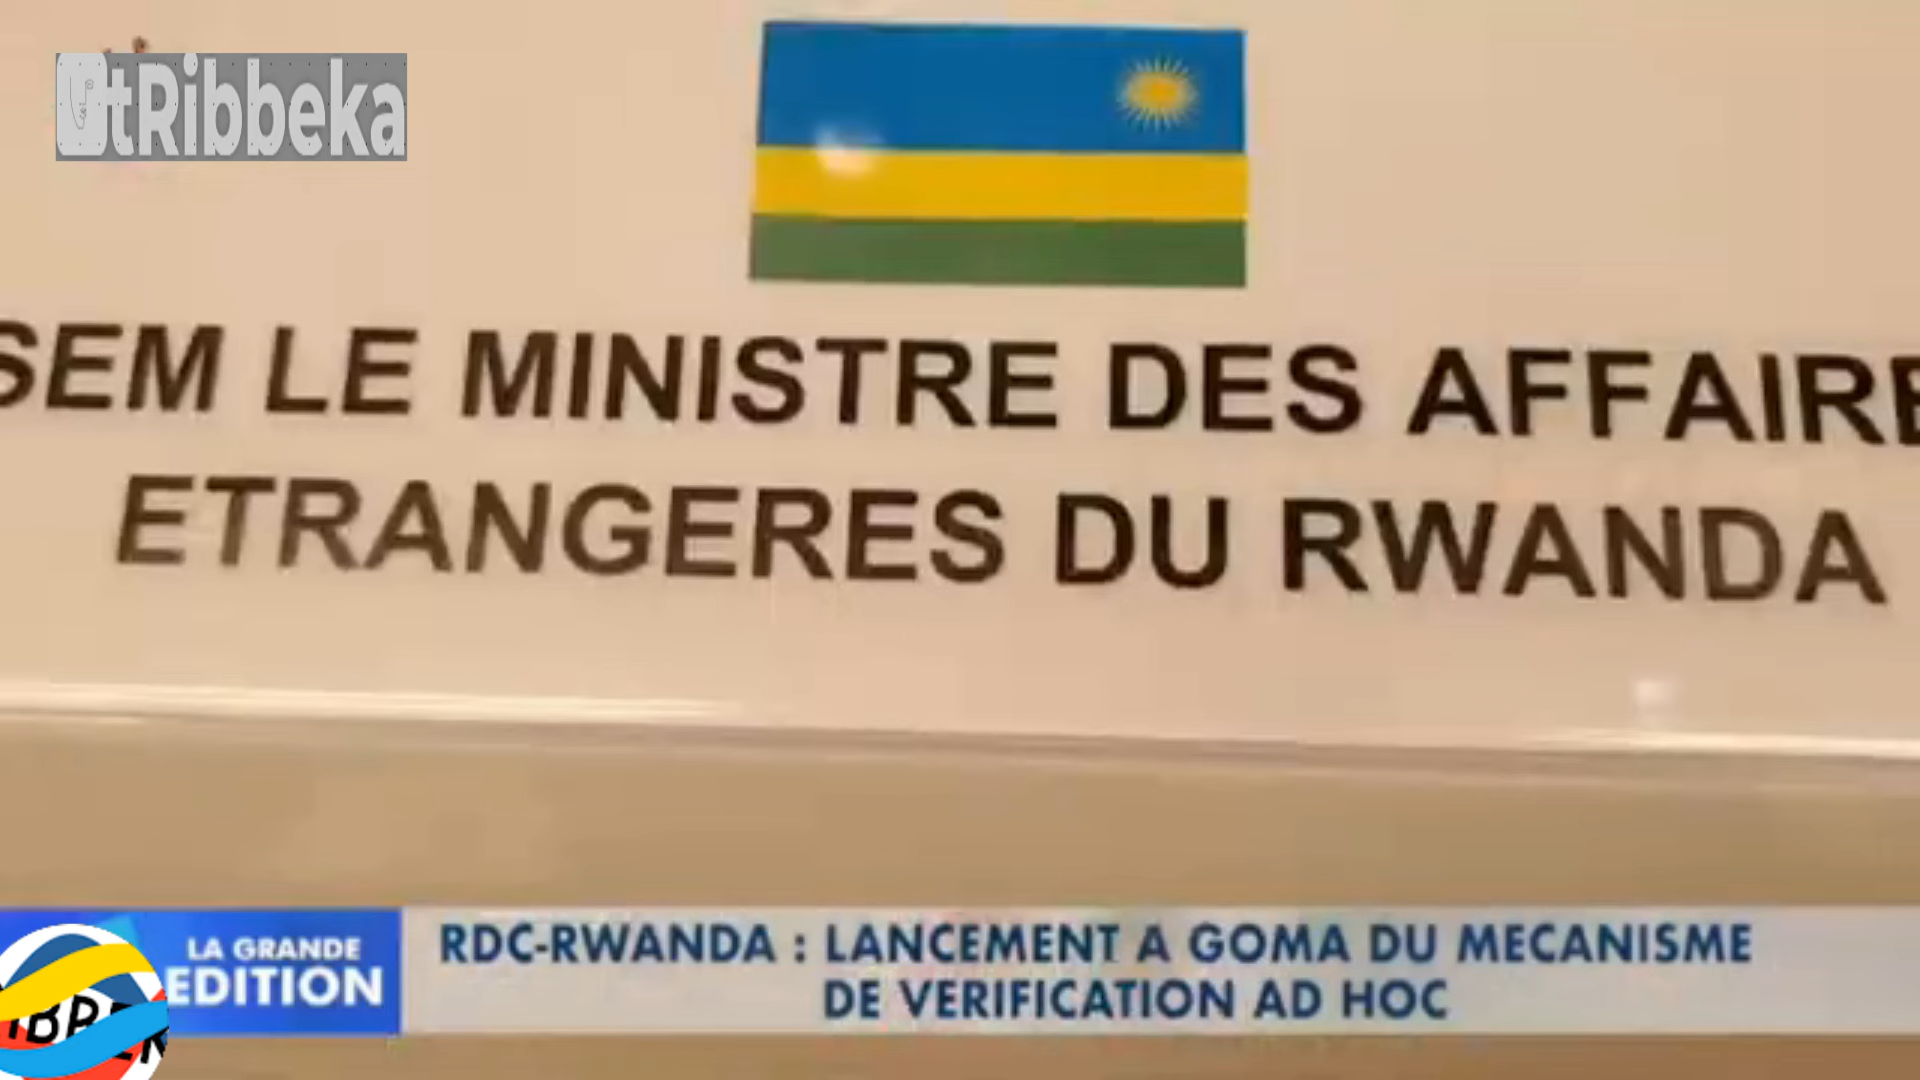 UtRibbeka
SEM LE MINISTRE DES AFFAIRE
ETRANGERES DU RWANDA
LA GRANDE
EDITION
RDC-RWANDA : LANCEMENT A GOMA DU MECANISME
DE VERIFICATION AD HOC